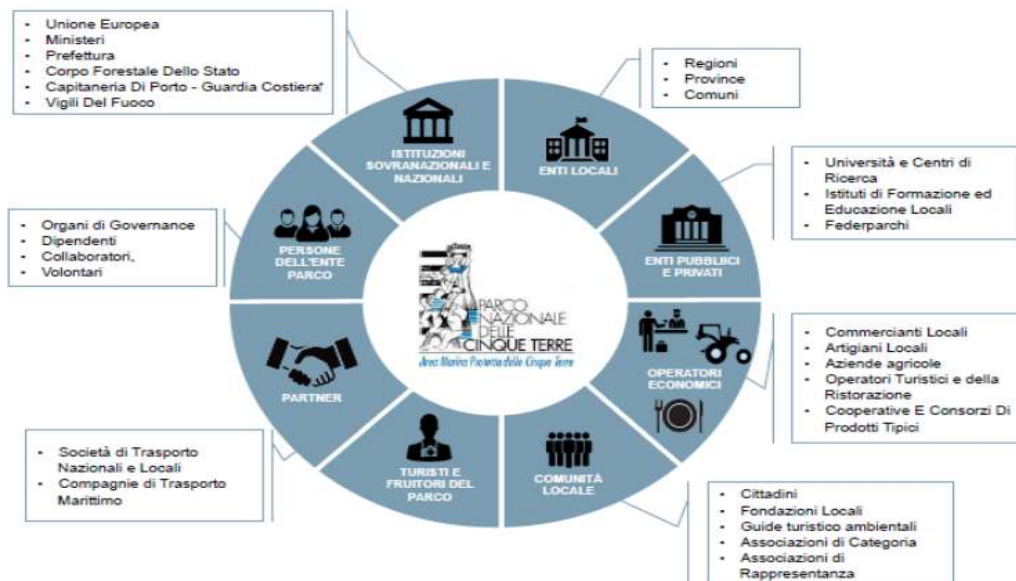 • Unione Europea
• Ministeri
• Prefettura
• Corpo Forestale Dello Stato
• Capitaneria Di Porto - Guardia Costiera*
• Vigili Del Fuoco
• Regioni
• Province
• Comuni
ISTITUZIONI
SOVRANAZIONALI E
NAZIONALI
ENTI LOCALI
• Università e Centri di
Ricerca
• Istituti di Formazione ed
Educazione Locali
• Federparchi
• Organi di Governance
• Dipendenti
• Collaboratori,
• Volontari
PERSONE
DELL'ENTE
PARCO
ENTI PUBBLICI
E PRIVATI
PARCO
NAZIONALE
DELLE
CINQUE TERRE
Area Marina Protetta delle Cinque Terre
• Commercianti Locali
• Artigiani Locali
• Aziende agricole
• Operatori Turistici e della
Ristorazione
• Cooperative E Consorzi Di
Prodotti Tipici
OPERATORI
ECONOMICI
PARTNER
• Società di Trasporto
Nazionali e Locali
• Compagnie di Trasporto
Marittimo
TURISTI E
FRUITORI DEL
PARCO
COMUNITÀ
LOCALE
• Cittadini
• Fondazioni Locali
• Guide turistico ambientali
• Associazioni di Categoria
• Associazioni di
Rappresentanza